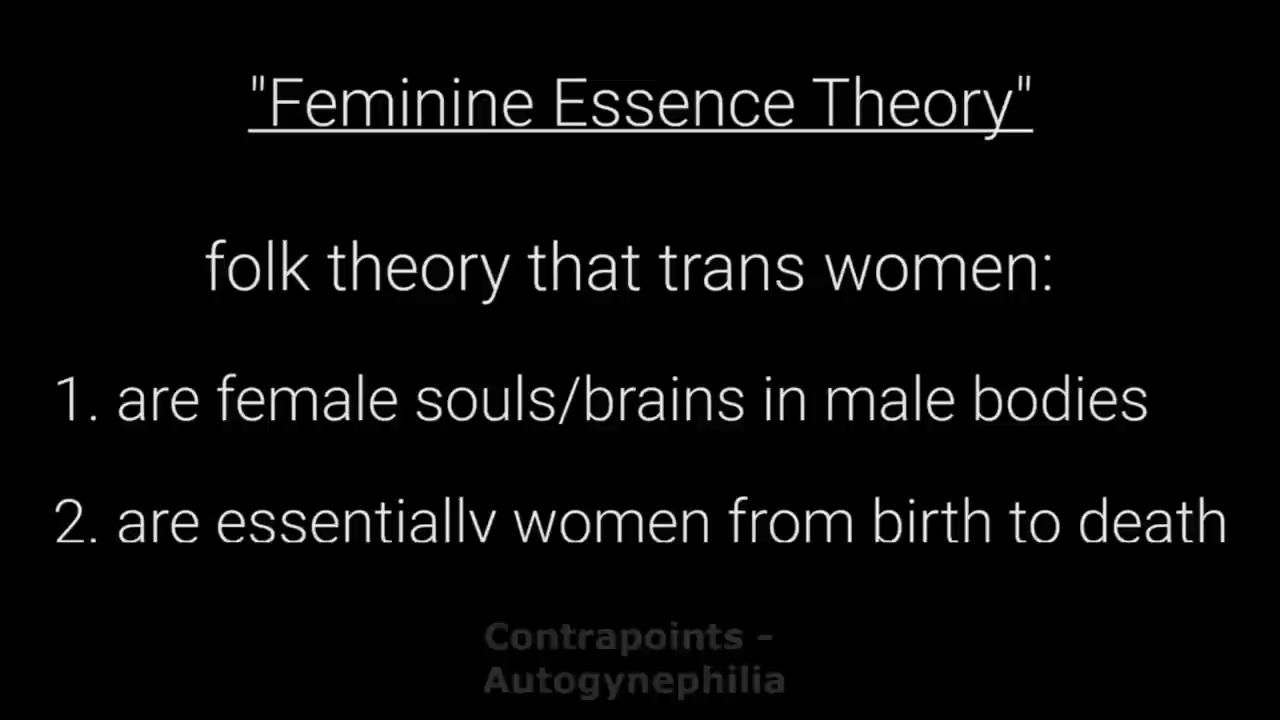 "Feminine Essence Theory"
folk theory that trans women:
1. are female souls/brains in male bodies
2. are essentially women from birth to death
Contrapoints -
Autogynephilia